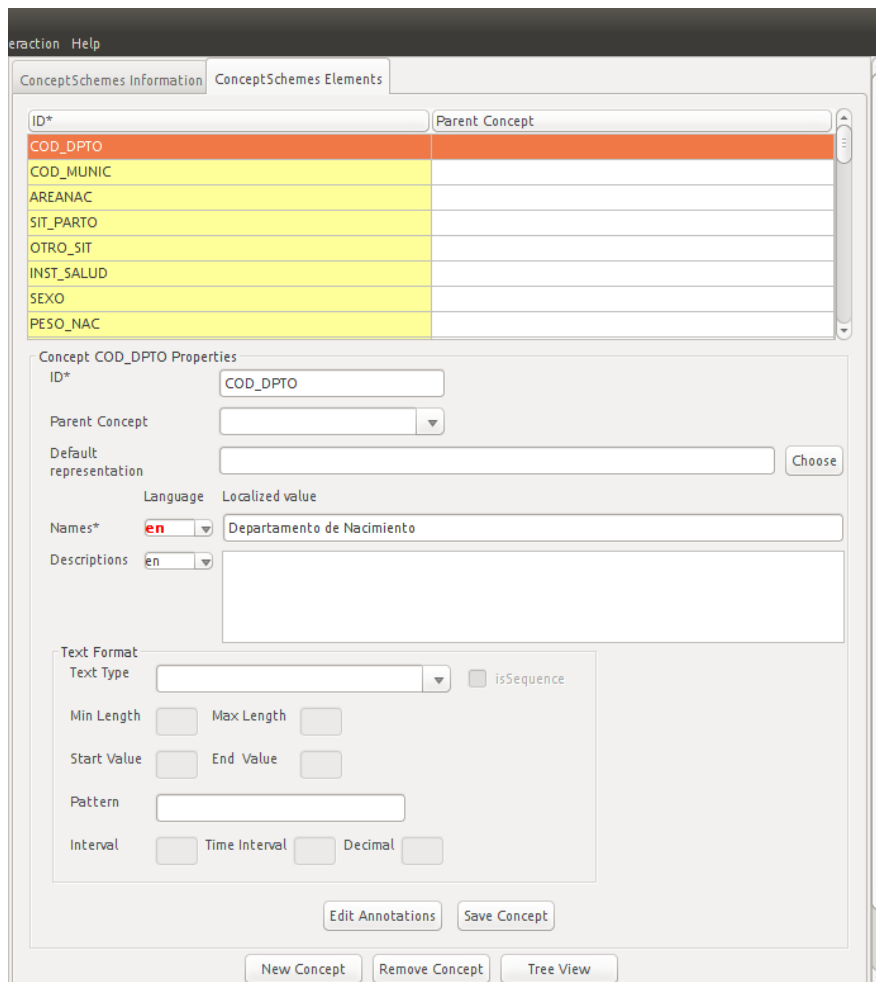 eraction Help
ConceptSchemes Information ConceptSchemes Elements
ID* Parent Concept
COD_DPTO
COD_MUNIC
AREANAC
SIT_PARTO
OTRO_SIT
INST_SALUD
SEXO
PESO_NAC
Concept COD_DPTO Properties
ID* COD_DPTO
Parent Concept
Default
representation Choose
Language Localized value
Names* en Departamento de Nacimiento
Descriptions en
Text Format
Text Type isSequence
Min Length Max Length
Start Value End Value
Pattern
Interval Time Interval Decimal
Edit Annotations Save Concept
New Concept Remove Concept Tree View